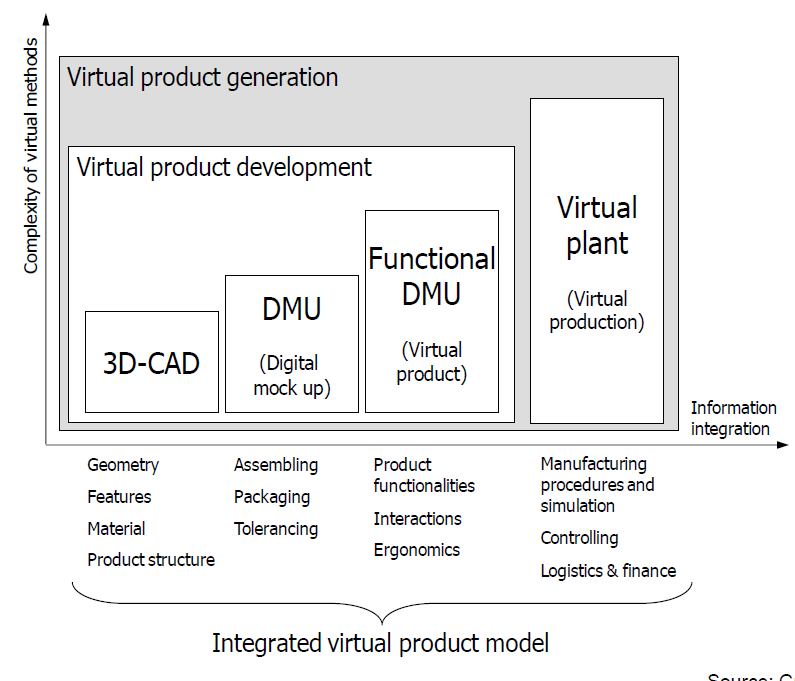 Complexity of virtual methods
Virtual product generation
Virtual product development
3D-CAD
DMU
(Digital
mock up)
Functional
DMU
(Virtual
product)
Virtual
plant
(Virtual
production)
Information
integration
Geometry
Features
Material
Product structure
Assembling
Packaging
Tolerancing
Product
functionalities
Interactions
Ergonomics
Manufacturing
procedures and
simulation
Controlling
Logistics & finance
Integrated virtual product model
Source: